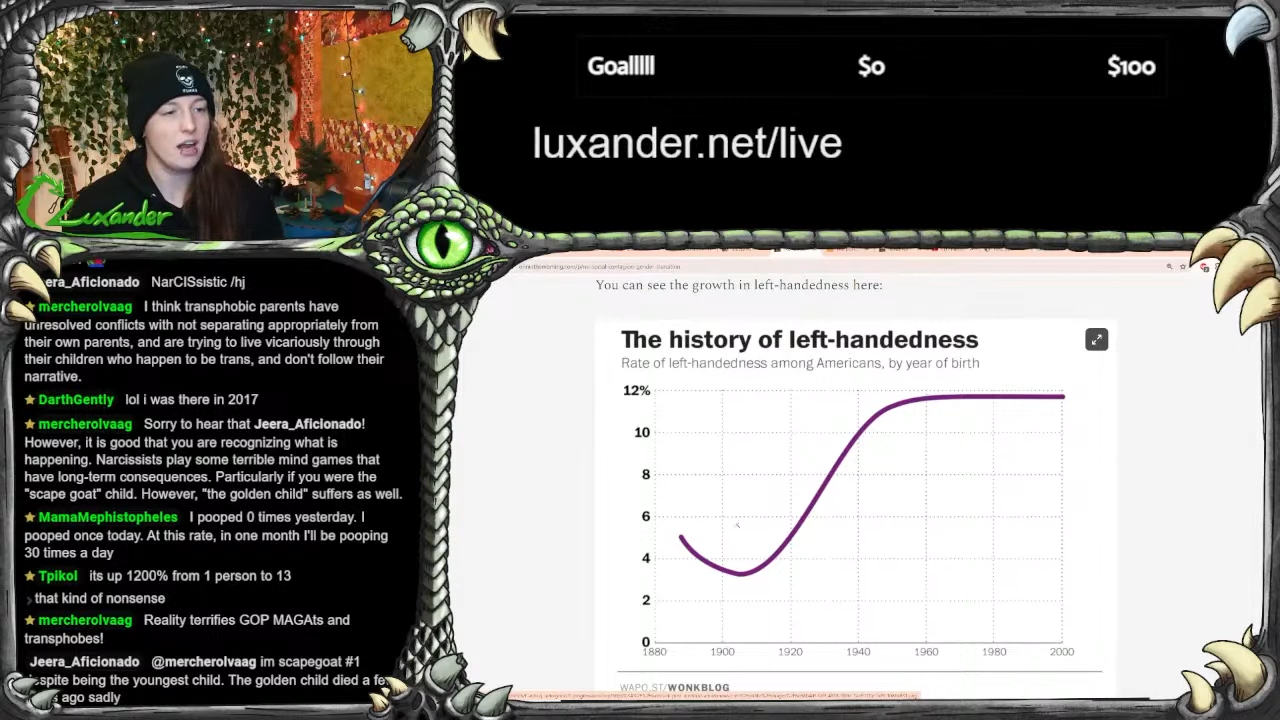 Goalllll $0 $100
luxander.net/live
Luxander
era_Aficionado NarCISsistic /hj
mercherolvaag I think transphobic parents have
unresolved conflicts with not separating appropriately from
their own parents, and are trying to live vicariously through
their children who happen to be trans, and don't follow their
narrative.
DarthGently lol i was there in 2017
mercherolvaag Sorry to hear that Jeera_Aficionado!
However, it is good that you are recognizing what is
happening. Narcissists play some terrible mind games that
have long-term consequences. Particularly if you were the
"scape goat" child. However, "the golden child" suffers as well.
MamaMephistopheles I pooped 0 times yesterday. I
pooped once today. At this rate, in one month I'll be pooping
30 times a day
Tpikol its up 1200% from 1 person to 13
that kind of nonsense
mercherolvaag Reality terrifies GOP MAGAts and
transphobes!
Jeera_Aficionado @mercherolvaag im scapegoat #1
spite being the youngest child. The golden child died a fe
ago sadly
You can see the growth in left-handedness here:
The history of left-handedness
Rate of left-handedness among Americans, by year of birth
12%
10
8
6
4
2
0
1880 1900 1920 1940 1960 1980 2000
WAPO.ST/WONKBLOG